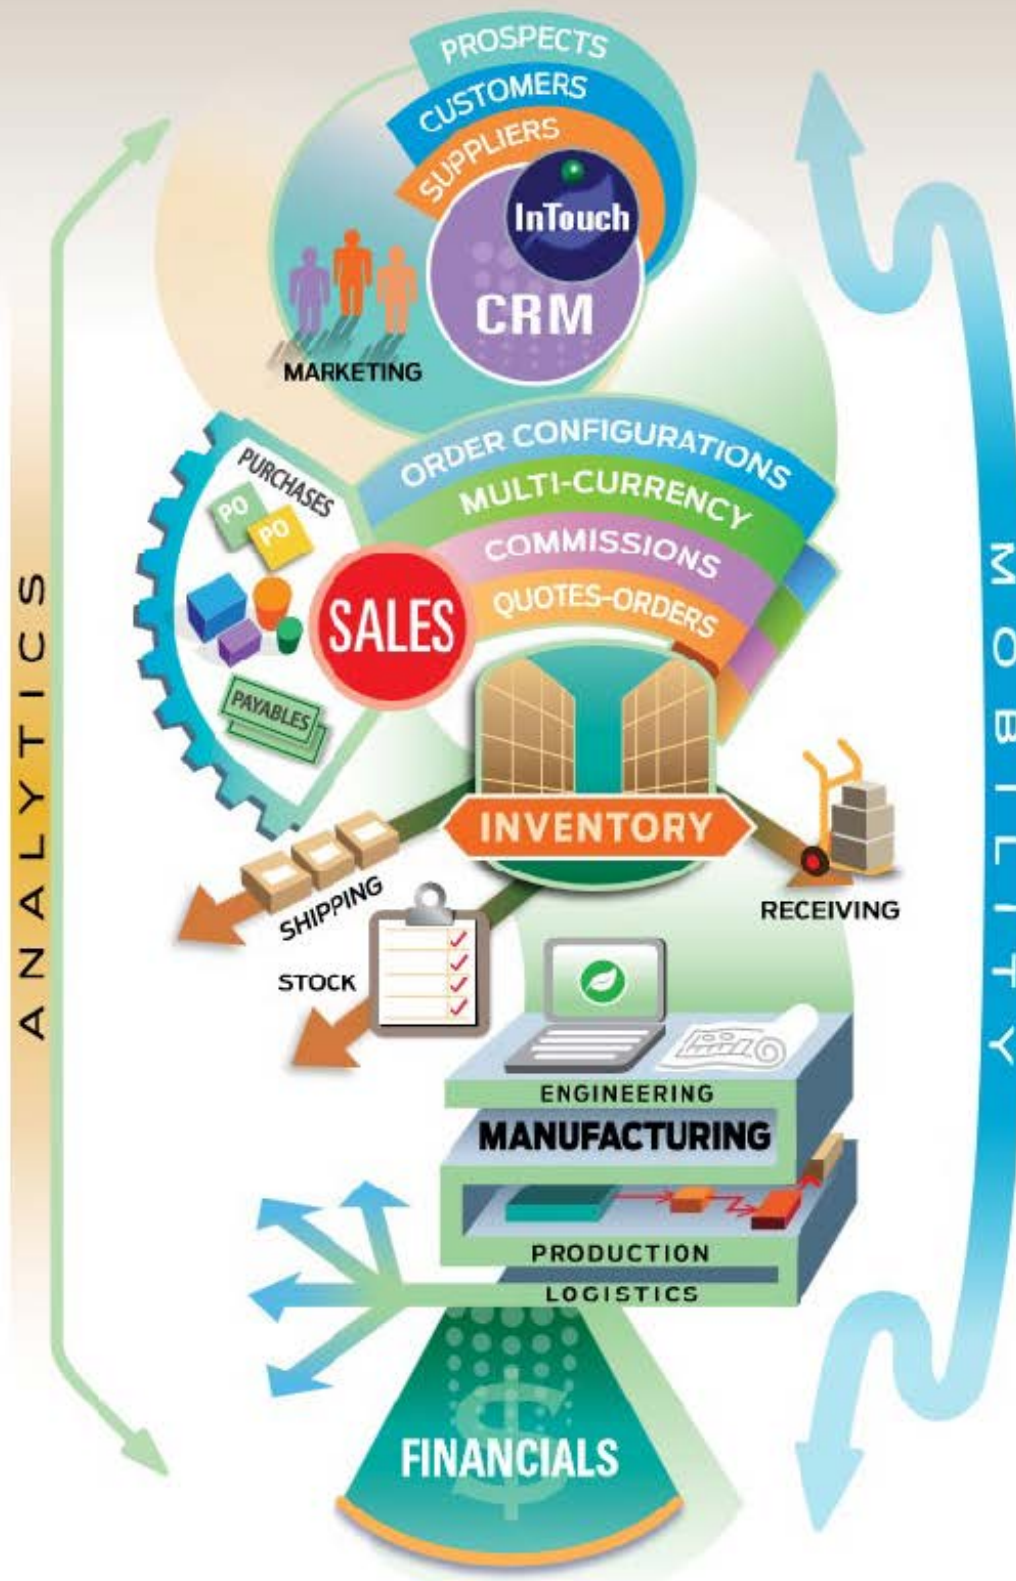 PROSPECTS
CUSTOMERS
SUPPLIERS
InTouch
CRM
MARKETING
ORDER CONFIGURATIONS
MULTI-CURRENCY
COMMISSIONS
QUOTES-ORDERS
PURCHASES
PO
PO
SALES
PAYABLES
INVENTORY
SHIPPING
RECEIVING
STOCK
ENGINEERING
MANUFACTURING
PRODUCTION
LOGISTICS
$
FINANCIALS
ANALYTICS
MOBILITY